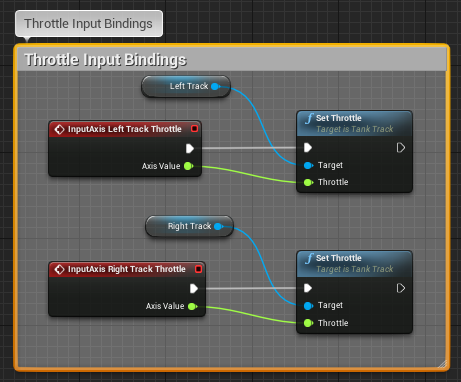 Throttle Input Bindings
Throttle Input Bindings
Left Track
InputAxis Left Track Throttle
Axis Value
f Set Throttle
Target is Tank Track
Target
Throttle
Right Track
InputAxis Right Track Throttle
Axis Value
f Set Throttle
Target is Tank Track
Target
Throttle